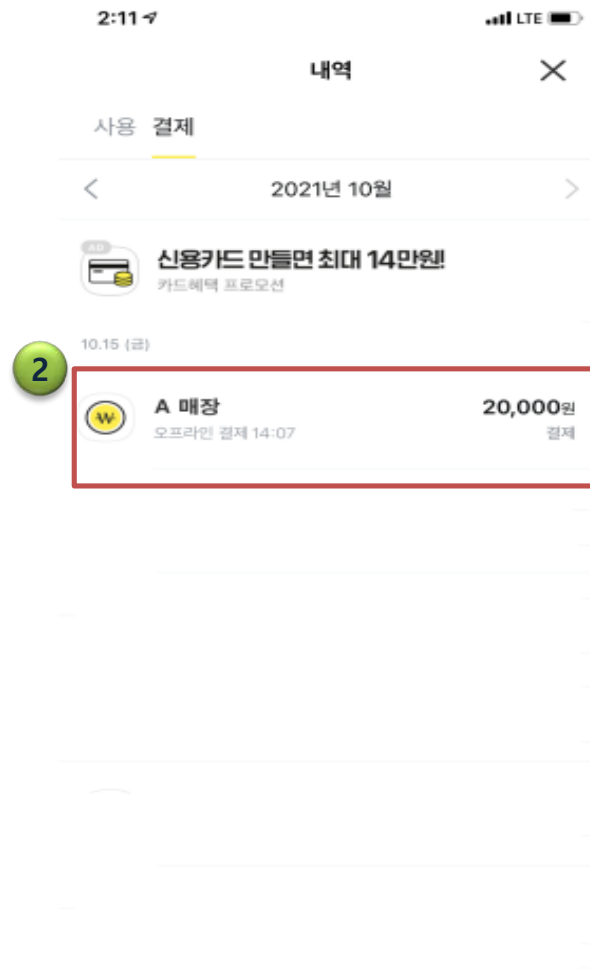 2:11
LTE
내역
사용 결제
2021년 10월
AD
신용카드 만들면 최대 14만원!
카드혜택 프로모션
10.15 (금)
2
A 매장
20,000원
₩
오프라인 결제 14:07
결제